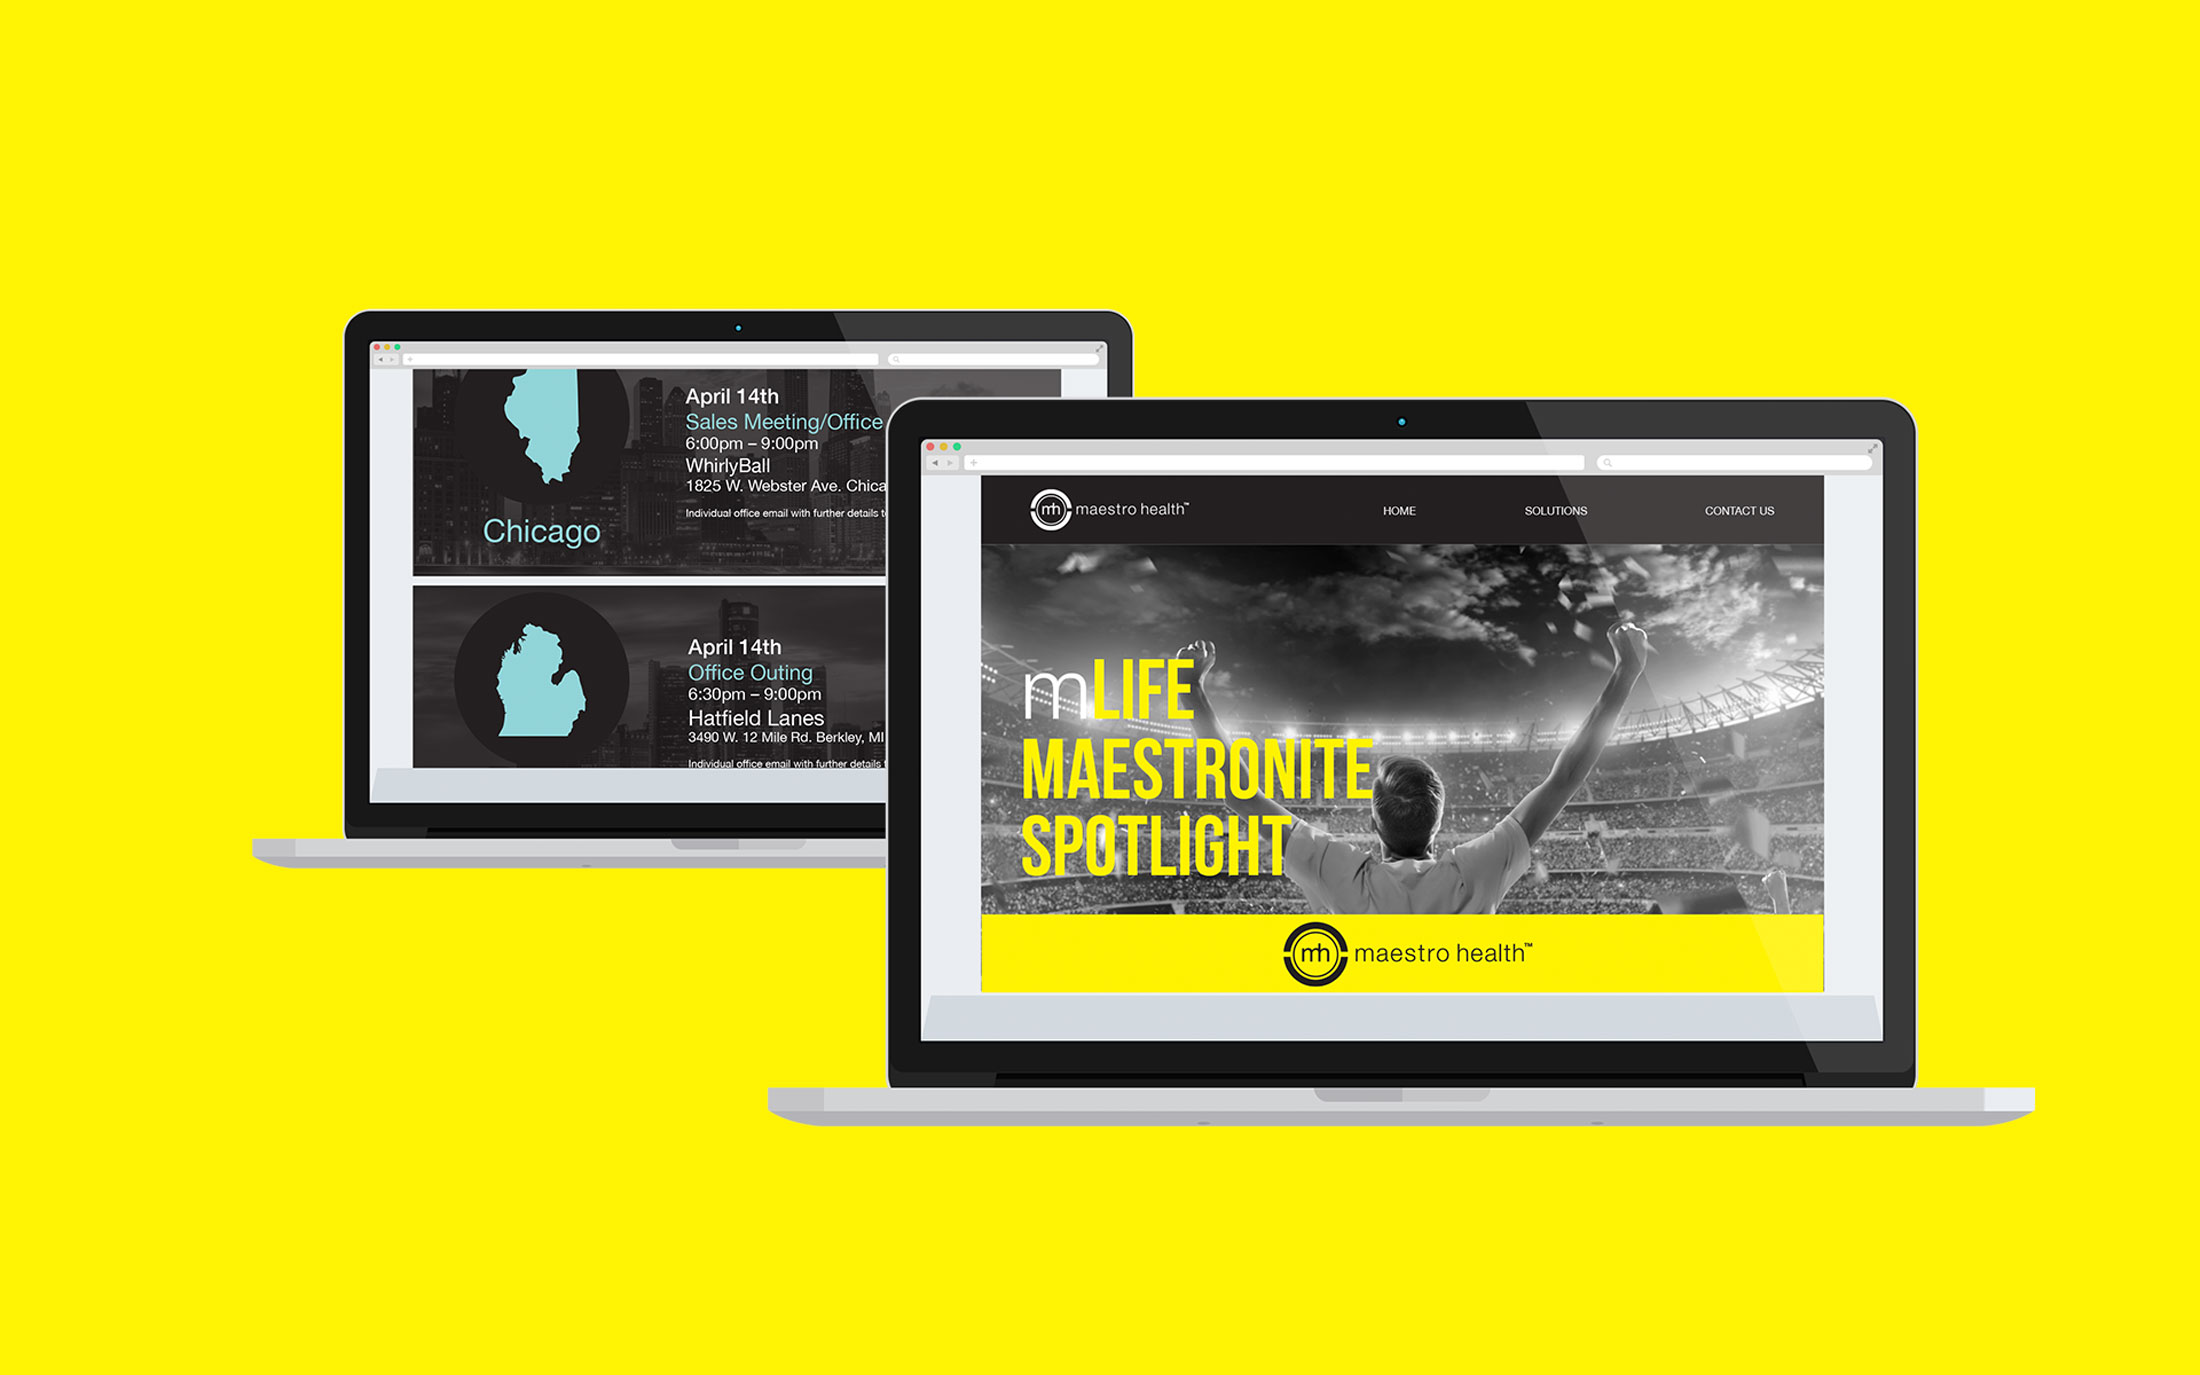 April 14th
Sales Meeting/Office
6:00pm – 9:00pm
WhirlyBall
1825 W. Webster Ave.
Individual office email with further details
Chicago
April 14th
Office Outing
6:30pm – 9:00pm
Hatfield Lanes
3490 W. 12 Mile Rd. Berkley, MI
Individual office email with further details
mh maestro health™
HOME
SOLUTIONS
CONTACT US
mLIFE
MAESTRONITE
SPOTLIGHT
mh maestro health™